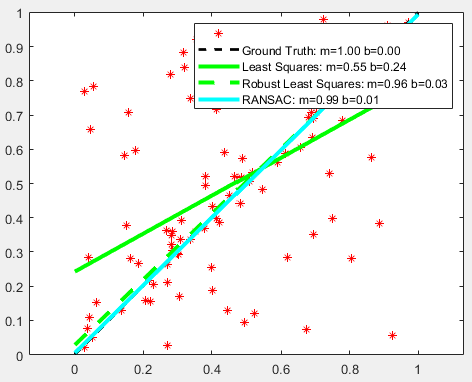 1
0.9
0.8
0.7
0.6
0.5
0.4
0.3
0.2
0.1
0
Ground Truth: m=1.00 b=0.00
Least Squares: m=0.55 b=0.24
Robust Least Squares: m=0.96 b=0.03
RANSAC: m=0.99 b=0.01
0 0.2 0.4 0.6 0.8 1